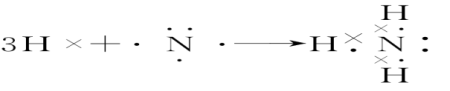 H
3H ×+ · N · → H × N :
H